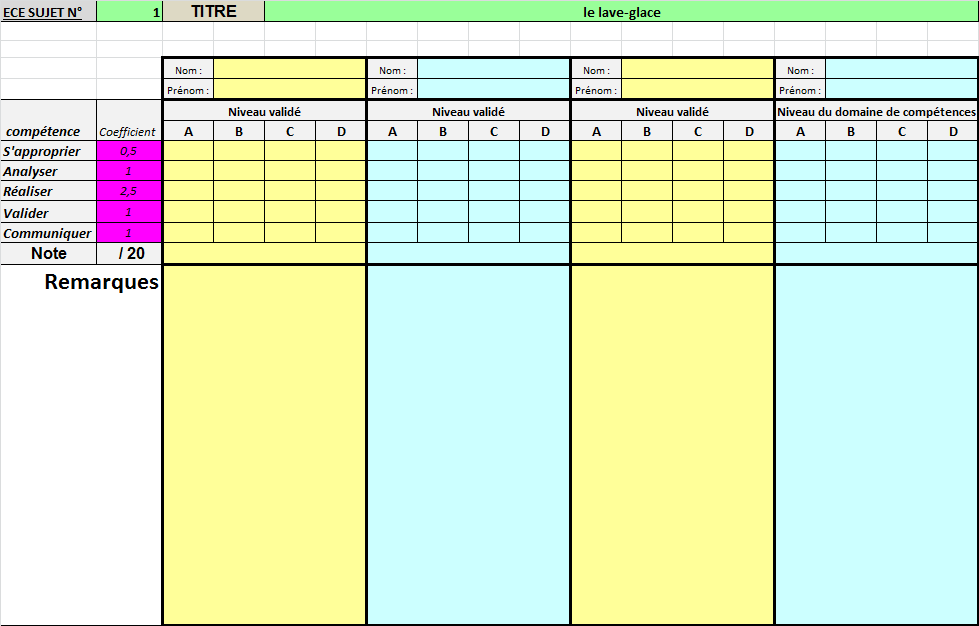 ECE SUJET N° 1 TITRE le lave-glace
Nom : Nom : Nom : Nom :
Prénom : Prénom : Prénom : Prénom :
Niveau validé Niveau validé Niveau validé Niveau du domaine de compétences
compétence Coefficient A B C D A B C D A B C D A B C D
S'approprier 0,5
Analyser 1
Réaliser 2,5
Valider 1
Communiquer 1
Note / 20
Remarques